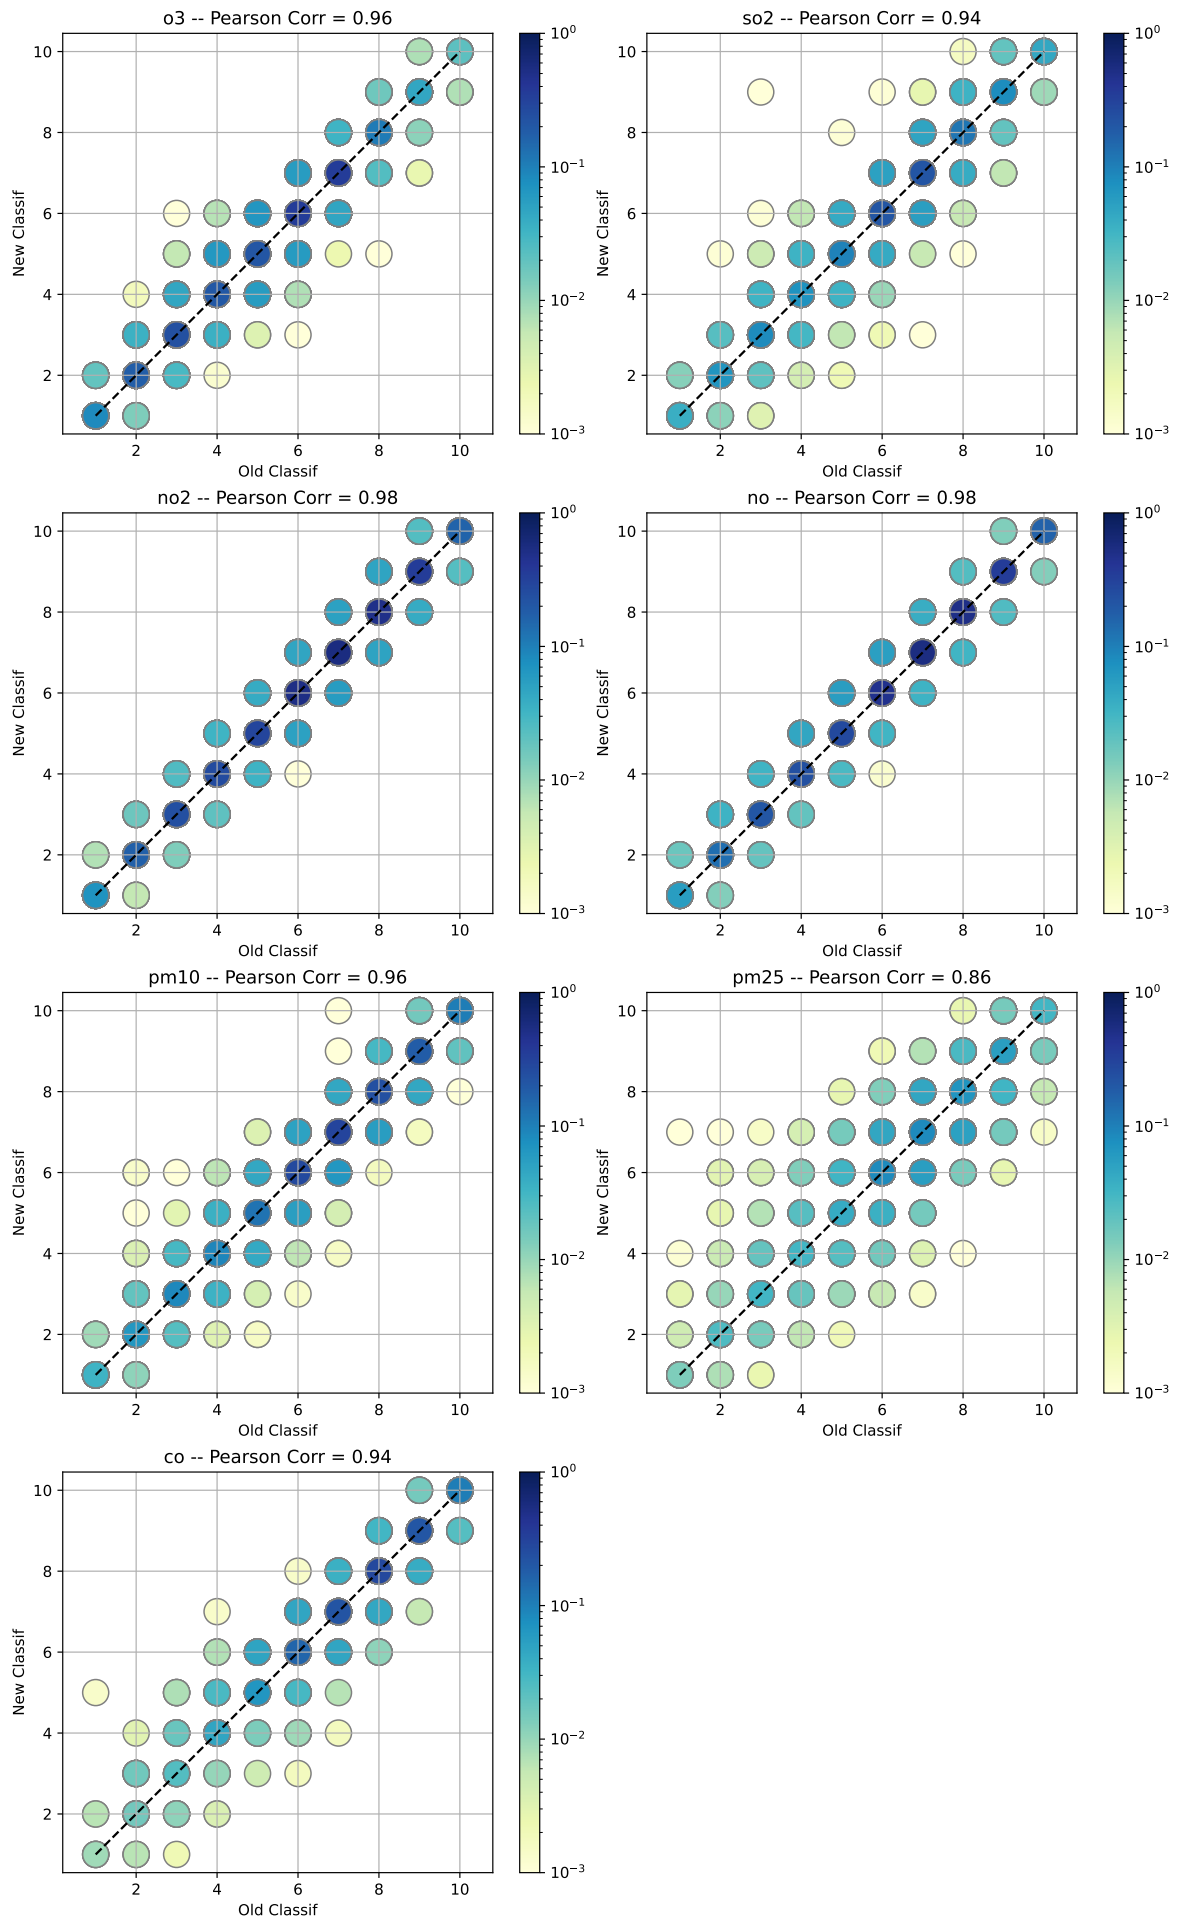 o3 -- Pearson Corr = 0.96
10
8
6
4
2
New Classif
2 4 6 8 10
Old Classif
10⁰
10⁻¹
10⁻²
10⁻³
so2 -- Pearson Corr = 0.94
10
8
6
4
2
New Classif
2 4 6 8 10
Old Classif
10⁰
10⁻¹
10⁻²
10⁻³
no2 -- Pearson Corr = 0.98
10
8
6
4
2
New Classif
2 4 6 8 10
Old Classif
10⁰
10⁻¹
10⁻²
10⁻³
no -- Pearson Corr = 0.98
10
8
6
4
2
New Classif
2 4 6 8 10
Old Classif
10⁰
10⁻¹
10⁻²
10⁻³
pm10 -- Pearson Corr = 0.96
10
8
6
4
2
New Classif
2 4 6 8 10
Old Classif
10⁰
10⁻¹
10⁻²
10⁻³
pm25 -- Pearson Corr = 0.86
10
8
6
4
2
New Classif
2 4 6 8 10
Old Classif
10⁰
10⁻¹
10⁻²
10⁻³
co -- Pearson Corr = 0.94
10
8
6
4
2
New Classif
2 4 6 8 10
Old Classif
10⁰
10⁻¹
10⁻²
10⁻³